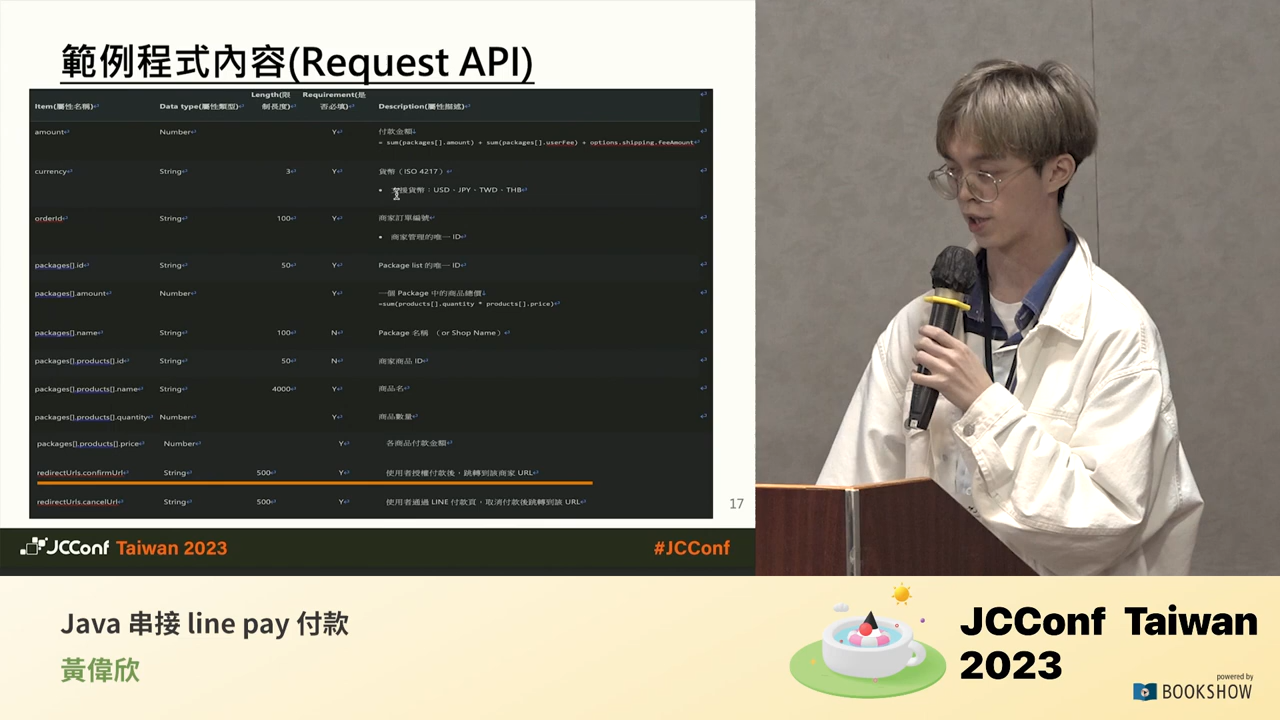 範例程式內容(Request API)
Item(屬性名稱) Data type(屬性類型) Length(限制長度) Requirement(是否必填) Description(屬性描述)
amount Number Y 付款金額
= sum(packages[].amount) + sum(packages[].userFee) + options.shipping.feeAmount
currency String 3 Y 貨幣（ISO 4217）
• 支援貨幣：USD、JPY、TWD、THB
orderId String 100 Y 商家訂單編號
• 商家管理的唯一 ID
packages[].id String 50 Y Package list 的唯一 ID
packages[].amount Number Y 一個 Package 中的商品總價
=sum(products[].quantity * products[].price)
packages[].name String 100 N Package 名稱 （or Shop Name）
packages[].products[].id String 50 N 商家商品 ID
packages[].products[].name String 4000 Y 商品名
packages[].products[].quantity Number Y 商品數量
packages[].products[].price Number Y 各商品付款金額
redirectUrls.confirmUrl String 500 Y 使用者授權付款後，跳轉到該商家 URL
redirectUrls.cancelUrl String 500 Y 使用者通過 LINE 付款頁，取消付款後跳轉到該 URL
17
JCConf Taiwan 2023
#JCConf
Java 串接 line pay 付款
黃偉欣
JCConf Taiwan
2023
powered by
BOOKSHOW